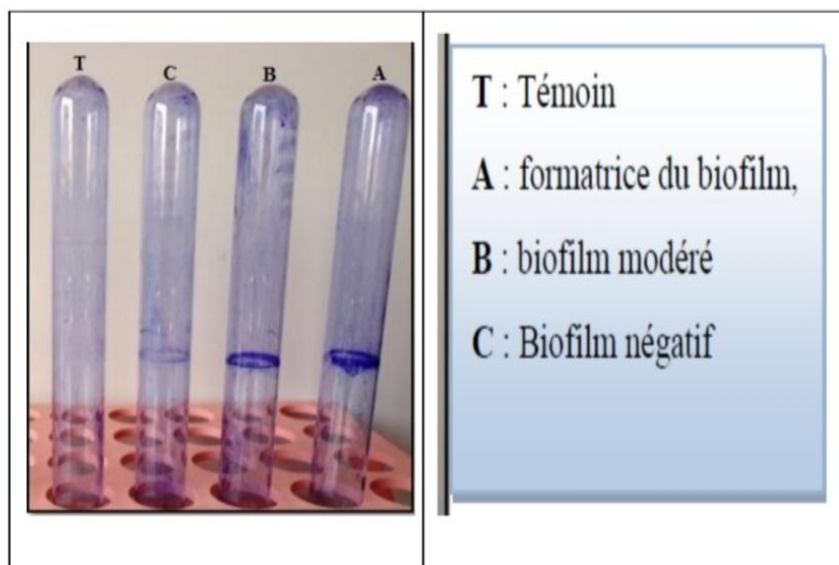 T
C
B
A
T : Témoin
A : formatrice du biofilm,
B : biofilm modéré
C : Biofilm négatif